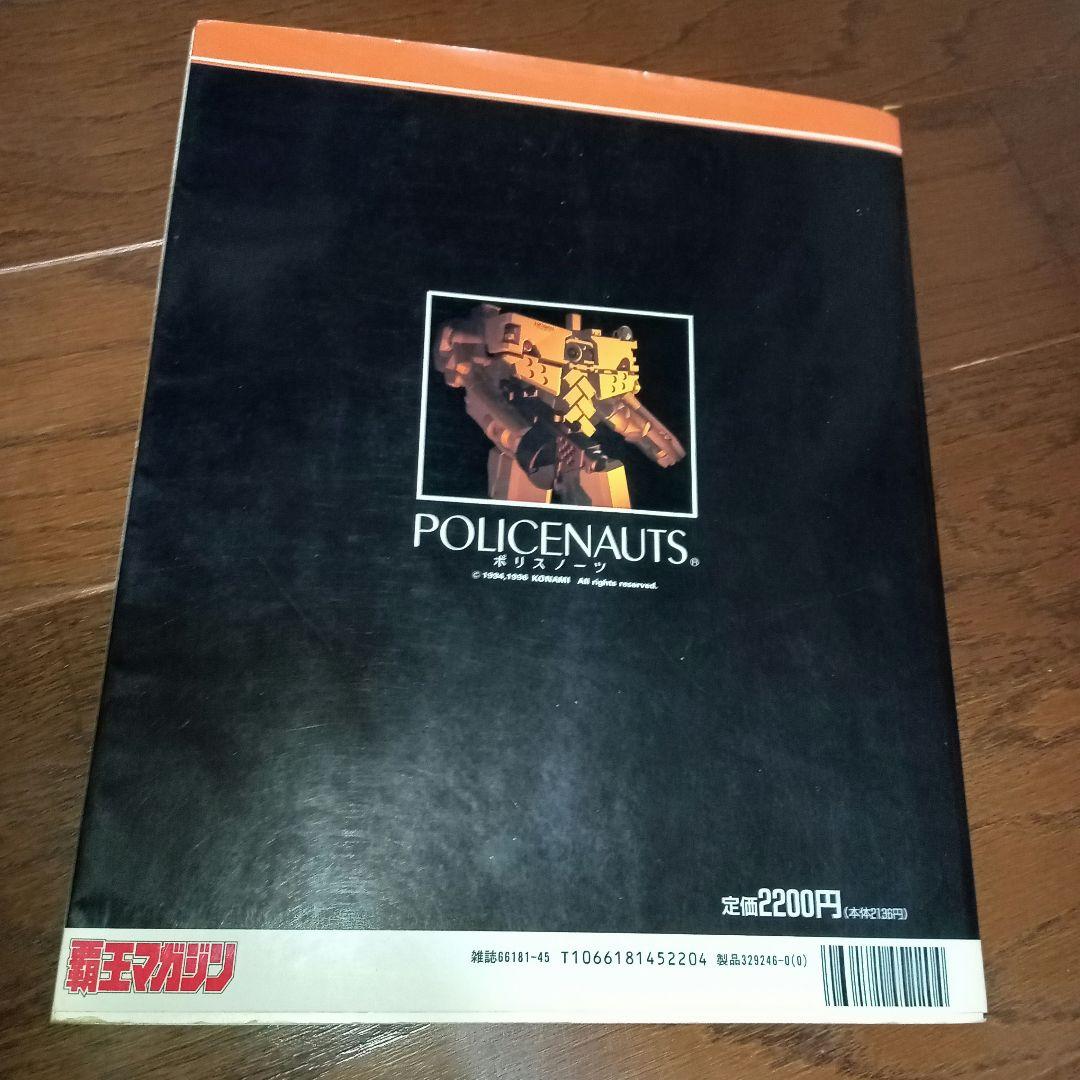 POLICENAUTS®
ポリスノーツ
© 1994,1996 KONAMI All rights reserved.
定価2200円(本体2136円)
覇王マガジン
雑誌66181-45 T1066181452204 製品329246-0(0)